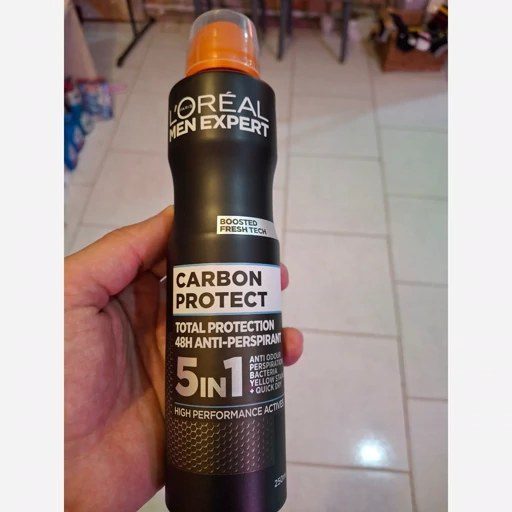 L'ORÉAL
PARIS
MEN EXPERT
BOOSTED
FRESH TECH
CARBON
PROTECT
TOTAL PROTECTION
48H ANTI-PERSPIRANT
5IN1
ANTI ODOUR
PERSPIRATION
BACTERIA
YELLOW
+ QUICK DRY
HIGH PERFORMANCE ACTIVES